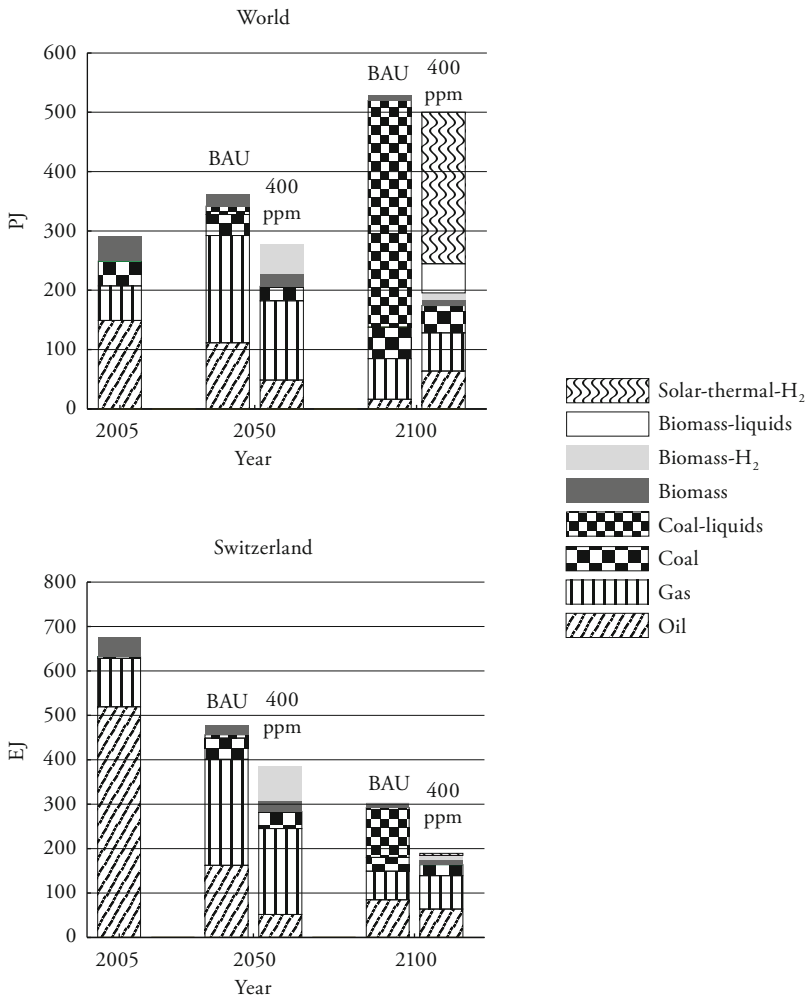 World
600
500
400
300
200
100
0
PJ
BAU
400
ppm
BAU
400
ppm
2005
2050
2100
Year
Solar-thermal-H₂
Biomass-liquids
Biomass-H₂
Biomass
Coal-liquids
Coal
Gas
Oil
Switzerland
800
700
600
500
400
300
200
100
0
EJ
BAU
400
ppm
BAU
400
ppm
2005
2050
2100
Year